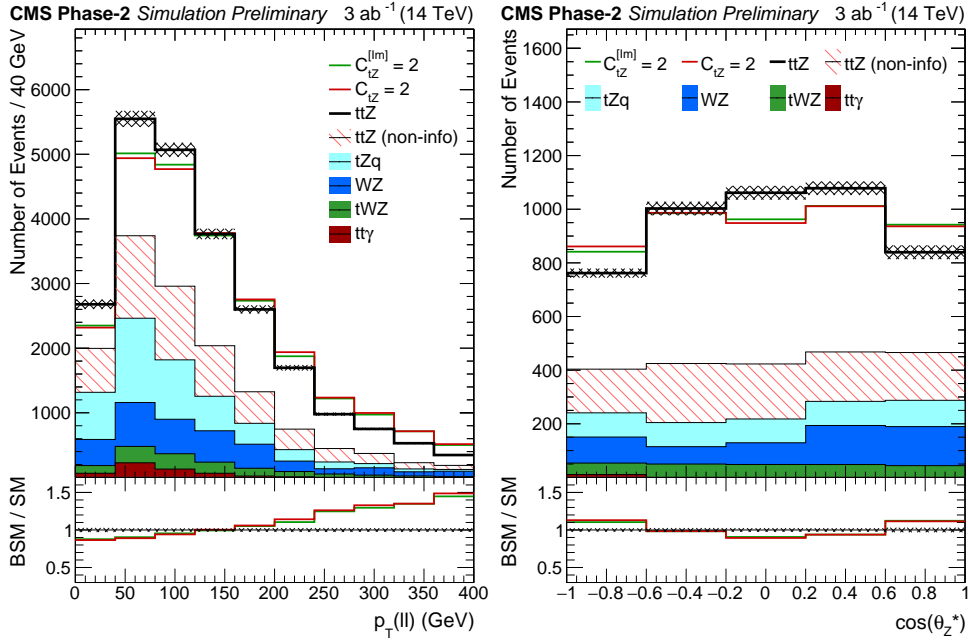 CMS Phase-2 Simulation Preliminary 3 ab⁻¹ (14 TeV)
Number of Events / 40 GeV
6000
5000
4000
3000
2000
1000
C_tZ^[Im] = 2
C_tZ = 2
ttZ
ttZ (non-info)
tZq
WZ
tWZ
ttγ
BSM / SM
1.5
1
0.5
0 50 100 150 200 250 300 350 400
p_T(ll) (GeV)
CMS Phase-2 Simulation Preliminary 3 ab⁻¹ (14 TeV)
Number of Events
1600
1400
1200
1000
800
600
400
200
C_tZ^[Im] = 2 C_tZ = 2 ttZ ttZ (non-info)
tZq WZ tWZ ttγ
BSM / SM
1.5
1
0.5
−1 −0.8 −0.6 −0.4 −0.2 0 0.2 0.4 0.6 0.8 1
cos(θ_Z*)